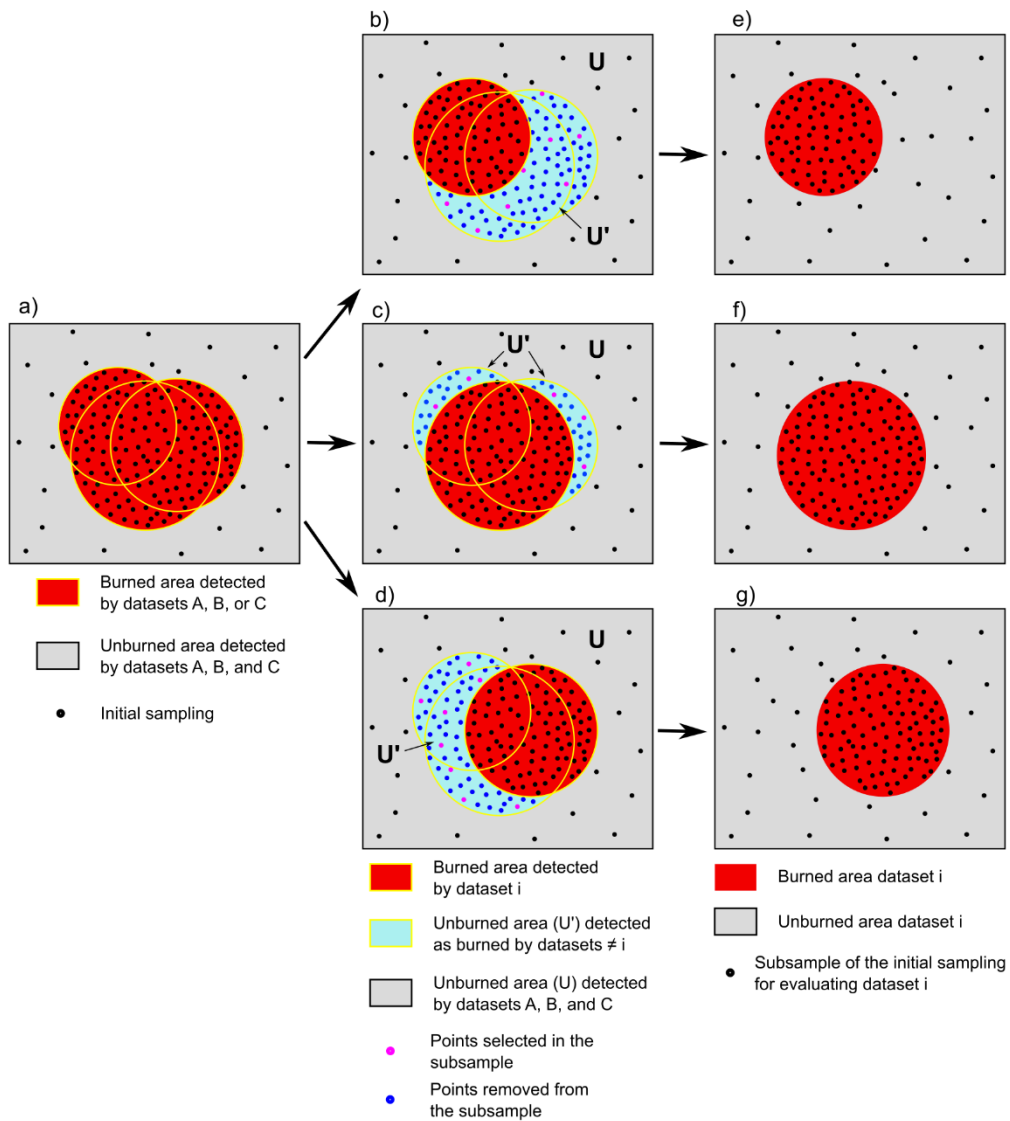 b)
U
U'
e)
a)
c)
U'
U
f)
d)
U
U'
g)
Burned area detected
by datasets A, B, or C
Unburned area detected
by datasets A, B, and C
Initial sampling
Burned area detected
by dataset i
Unburned area (U') detected
as burned by datasets ≠ i
Unburned area (U) detected
by datasets A, B, and C
Points selected in the
subsample
Points removed from
the subsample
Burned area dataset i
Unburned area dataset i
Subsample of the initial sampling
for evaluating dataset i